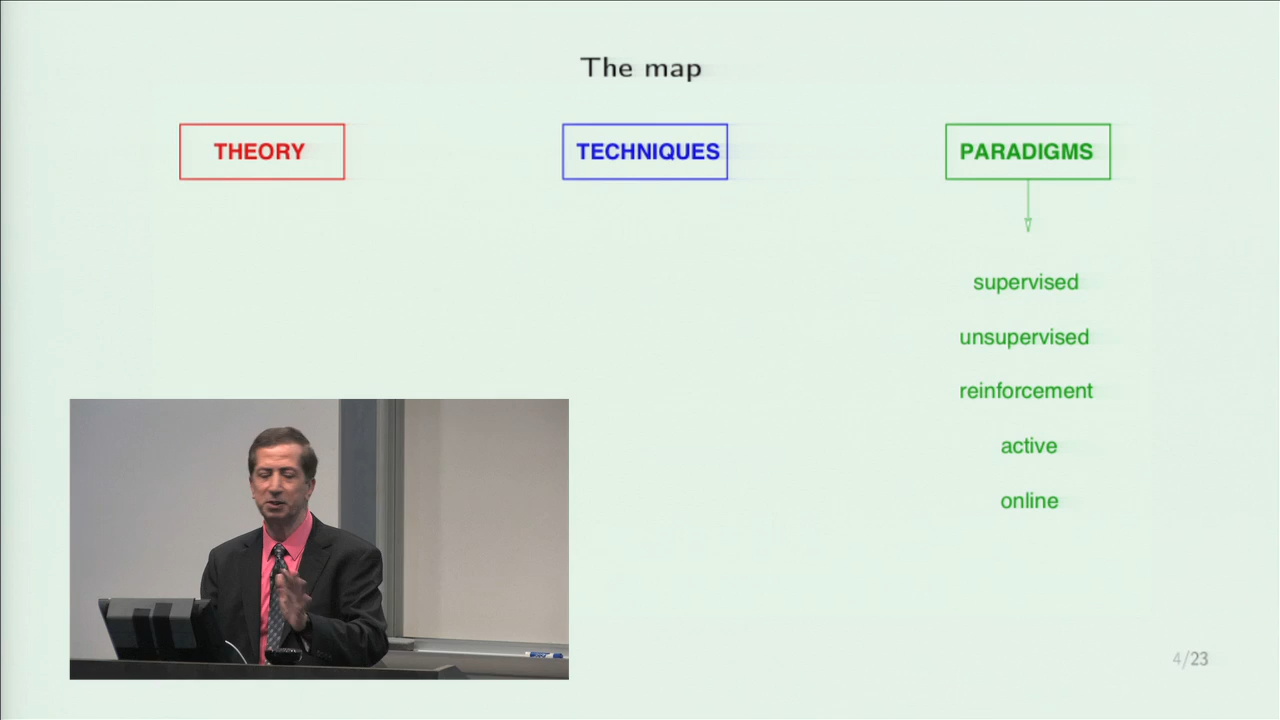 The map
THEORY
TECHNIQUES
PARADIGMS
supervised
unsupervised
reinforcement
active
online
4/23